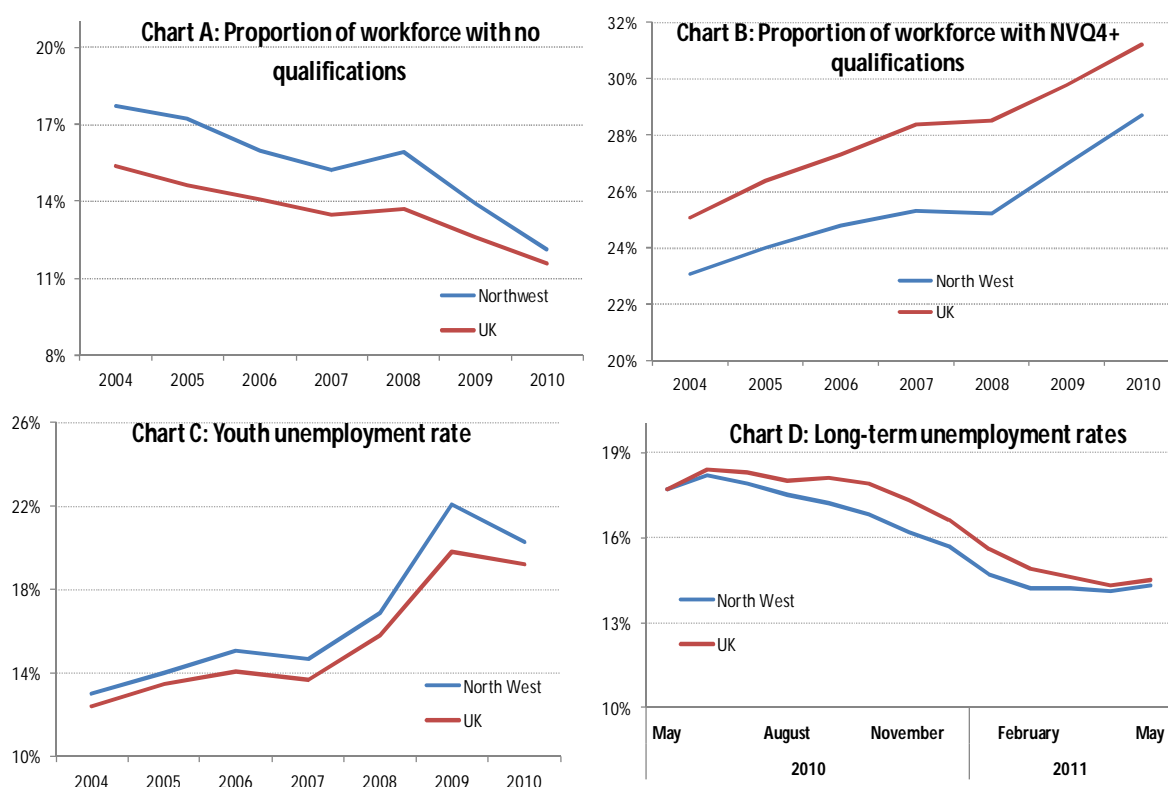 Chart A: Proportion of workforce with no
qualifications
20%
17%
14%
11%
8%
Northwest
UK
2004 2005 2006 2007 2008 2009 2010
Chart B: Proportion of workforce with NVQ4+
qualifications
32%
30%
28%
26%
24%
22%
20%
North West
UK
2004 2005 2006 2007 2008 2009 2010
Chart C: Youth unemployment rate
26%
22%
18%
14%
10%
North West
UK
2004 2005 2006 2007 2008 2009 2010
Chart D: Long-term unemployment rates
19%
16%
13%
10%
North West
UK
May August November February May
2010 2011